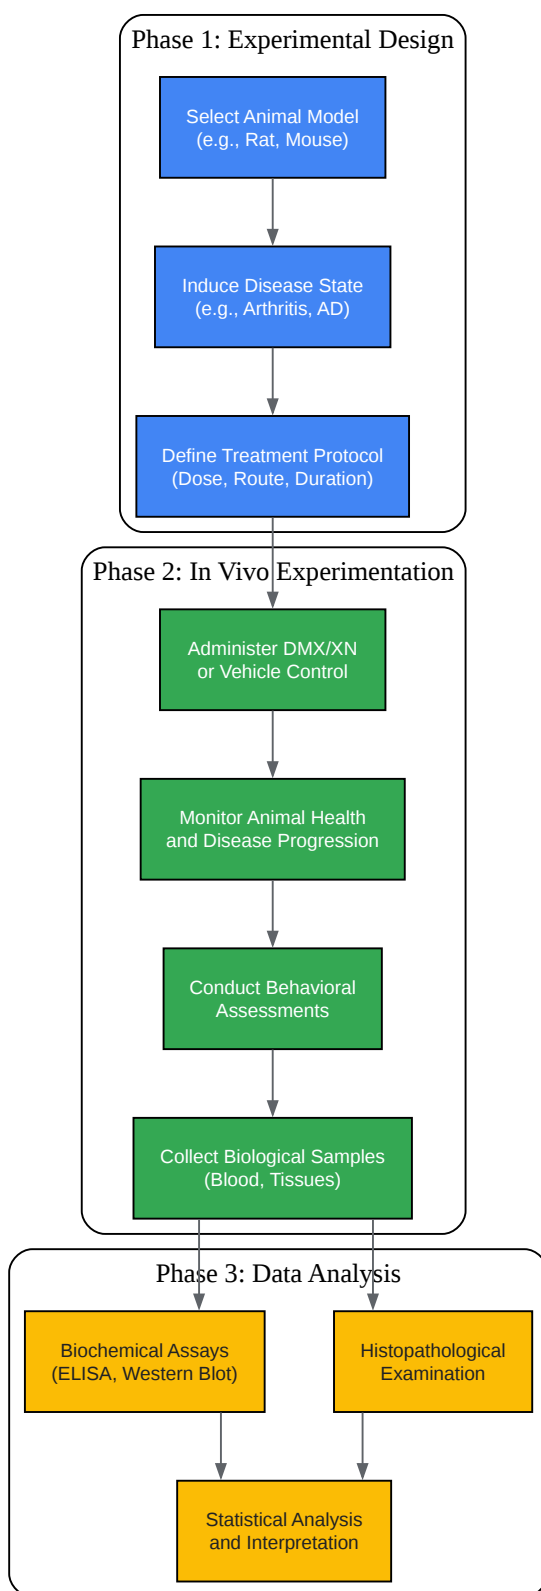 Phase 1: Experimental Design
Select Animal Model
(e.g., Rat, Mouse)
Induce Disease State
(e.g., Arthritis, AD)
Define Treatment Protocol
(Dose, Route, Duration)
Phase 2: In Vivo Experimentation
Administer DMX/XN
or Vehicle Control
Monitor Animal Health
and Disease Progression
Conduct Behavioral
Assessments
Collect Biological Samples
(Blood, Tissues)
Phase 3: Data Analysis
Biochemical Assays
(ELISA, Western Blot)
Histopathological
Examination
Statistical Analysis
and Interpretation